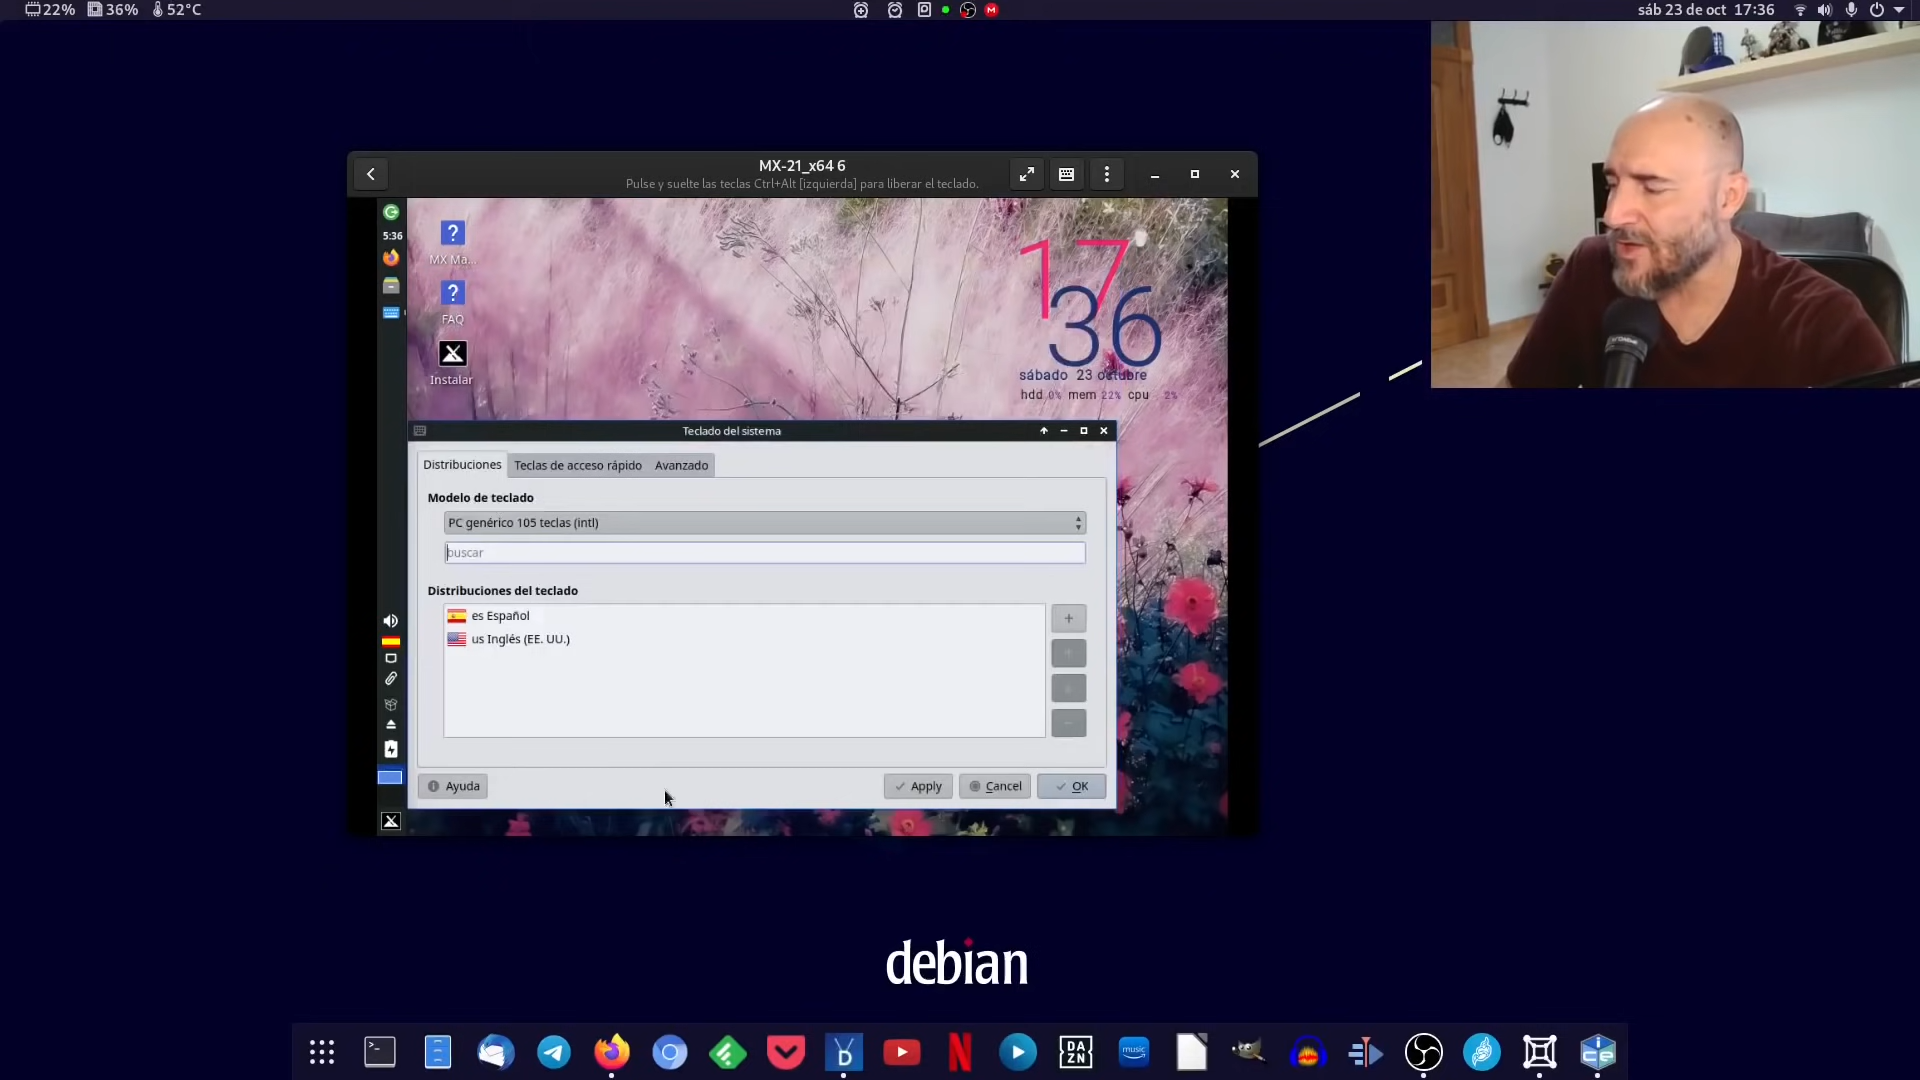 22% 36% 52°C
sáb 23 de oct 17:36
MX-21_x64 6
Pulse y suelte las teclas Ctrl+Alt [izquierda] para liberar el teclado.
5:36
MX Ma...
FAQ
Instalar
17
36
sábado 23 octubre
hdd 0% mem 22% cpu 2%
Teclado del sistema
Distribuciones Teclas de acceso rápido Avanzado
Modelo de teclado
PC genérico 105 teclas (intl)
buscar
Distribuciones del teclado
es Español
us Inglés (EE. UU.)
Ayuda Apply Cancel OK
debian
DAZN
music
ice